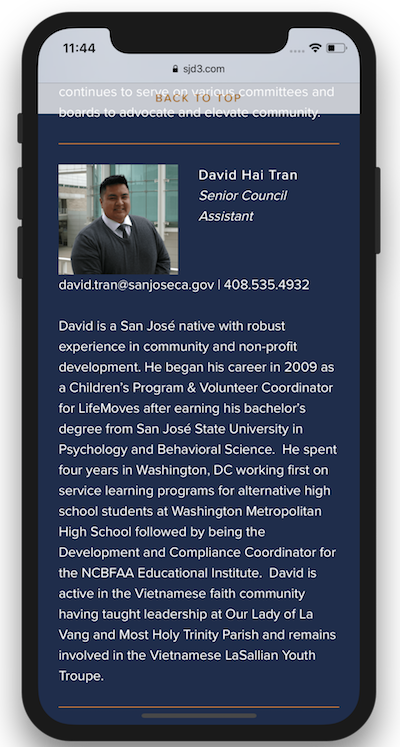 11:44
sjd3.com
continues to serve on various committees and
BACK TO TOP
boards to advocate and elevate community.
David Hai Tran
Senior Council
Assistant
david.tran@sanjoseca.gov | 408.535.4932
David is a San José native with robust
experience in community and non-profit
development. He began his career in 2009 as
a Children's Program & Volunteer Coordinator
for LifeMoves after earning his bachelor's
degree from San José State University in
Psychology and Behavioral Science.  He spent
four years in Washington, DC working first on
service learning programs for alternative high
school students at Washington Metropolitan
High School followed by being the
Development and Compliance Coordinator for
the NCBFAA Educational Institute.  David is
active in the Vietnamese faith community
having taught leadership at Our Lady of La
Vang and Most Holy Trinity Parish and remains
involved in the Vietnamese LaSallian Youth
Troupe.